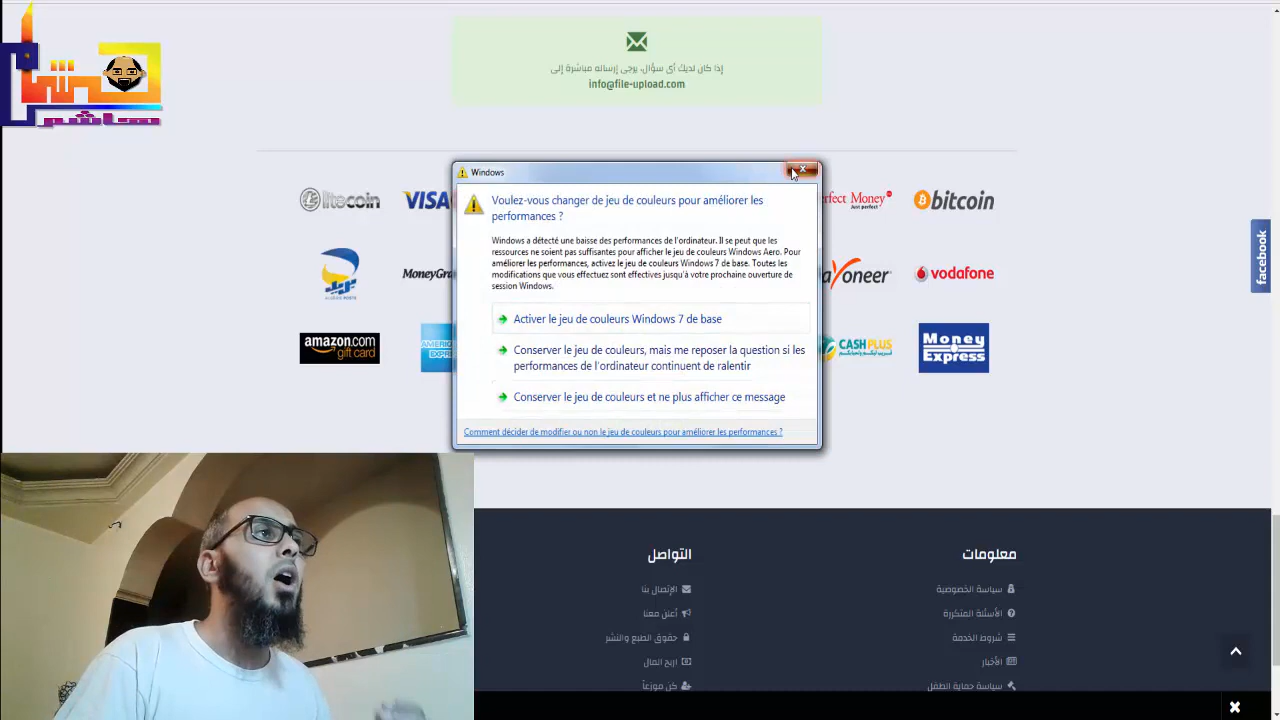 إذا كان لديك أى سؤال، يرجى إرساله مباشرة إلى
info@file-upload.com
Windows
Voulez-vous changer de jeu de couleurs pour améliorer les
performances ?
Windows a détecté une baisse des performances de l'ordinateur. Il se peut que les
ressources ne soient pas suffisantes pour afficher le jeu de couleurs Windows Aero. Pour
améliorer les performances, activez le jeu de couleurs Windows 7 de base. Toutes les
modifications que vous effectuez sont effectives jusqu'à votre prochaine ouverture de
session Windows.
Activer le jeu de couleurs Windows 7 de base
Conserver le jeu de couleurs, mais me reposer la question si les
performances de l'ordinateur continuent de ralentir
Conserver le jeu de couleurs et ne plus afficher ce message
Comment décider de modifier ou non le jeu de couleurs pour améliorer les performances ?
litecoin
VISA
erfect Money
Just perfect
bitcoin
MoneyGra
ayoneer
vodafone
amazon.com
gift card
CASH PLUS
Money
Express
facebook
معلومات
سياسة الخصوصية
الأسئلة المتكررة
شروط الخدمة
الأخبار
سياسة حماية الطفل
التواصل
الإتصال بنا
أعلن معنا
حقوق الطبع والنشر
اربح المال
كن موزعاً